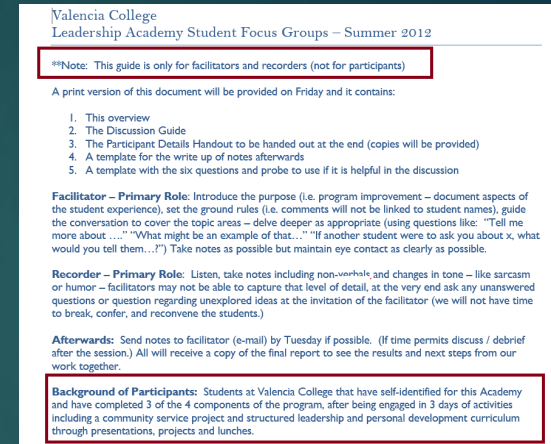 Valencia College
Leadership Academy Student Focus Groups – Summer 2012
**Note: This guide is only for facilitators and recorders (not for participants)
A print version of this document will be provided on Friday and it contains:
1. This overview
2. The Discussion Guide
3. The Participant Details Handout to be handed out at the end (copies will be provided)
4. A template for the write up of notes afterwards
5. A template with the six questions and probe to use if it is helpful in the discussion
Facilitator – Primary Role: Introduce the purpose (i.e. program improvement – document aspects of
the student experience), set the ground rules (i.e. comments will not be linked to student names), guide
the conversation to cover the topic areas – delve deeper as appropriate (using questions like: “Tell me
more about ….” “What might be an example of that…” “If another student were to ask you about x, what
would you tell them…?”) Take notes as possible but maintain eye contact as clearly as possible.
Recorder – Primary Role: Listen, take notes including non-verbals, and changes in tone – like sarcasm
or humor – facilitators may not be able to capture that level of detail, at the very end ask any unanswered
questions or question regarding unexplored ideas at the invitation of the facilitator (we will not have time
to break, confer, and reconvene the students.)
Afterwards: Send notes to facilitator (e-mail) by Tuesday if possible. (If time permits discuss / debrief
after the session.) All will receive a copy of the final report to see the results and next steps from our
work together.
Background of Participants: Students at Valencia College that have self-identified for this Academy
and have completed 3 of the 4 components of the program, after being engaged in 3 days of activities
including a community service project and structured leadership and personal development curriculum
through presentations, projects and lunches.